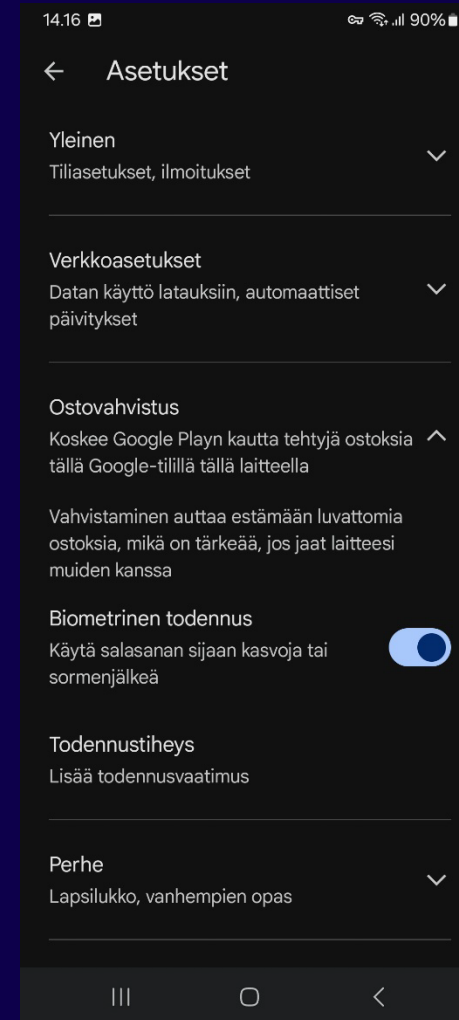 14.16 90%
Asetukset
Yleinen
Tiliasetukset, ilmoitukset
Verkkoasetukset
Datan käyttö latauksiin, automaattiset
päivitykset
Ostovahvistus
Koskee Google Playn kautta tehtyjä ostoksia
tällä Google-tilillä tällä laitteella
Vahvistaminen auttaa estämään luvattomia
ostoksia, mikä on tärkeää, jos jaat laitteesi
muiden kanssa
Biometrinen todennus
Käytä salasanan sijaan kasvoja tai
sormenjälkeä
Todennustiheys
Lisää todennusvaatimus
Perhe
Lapsilukko, vanhempien opas